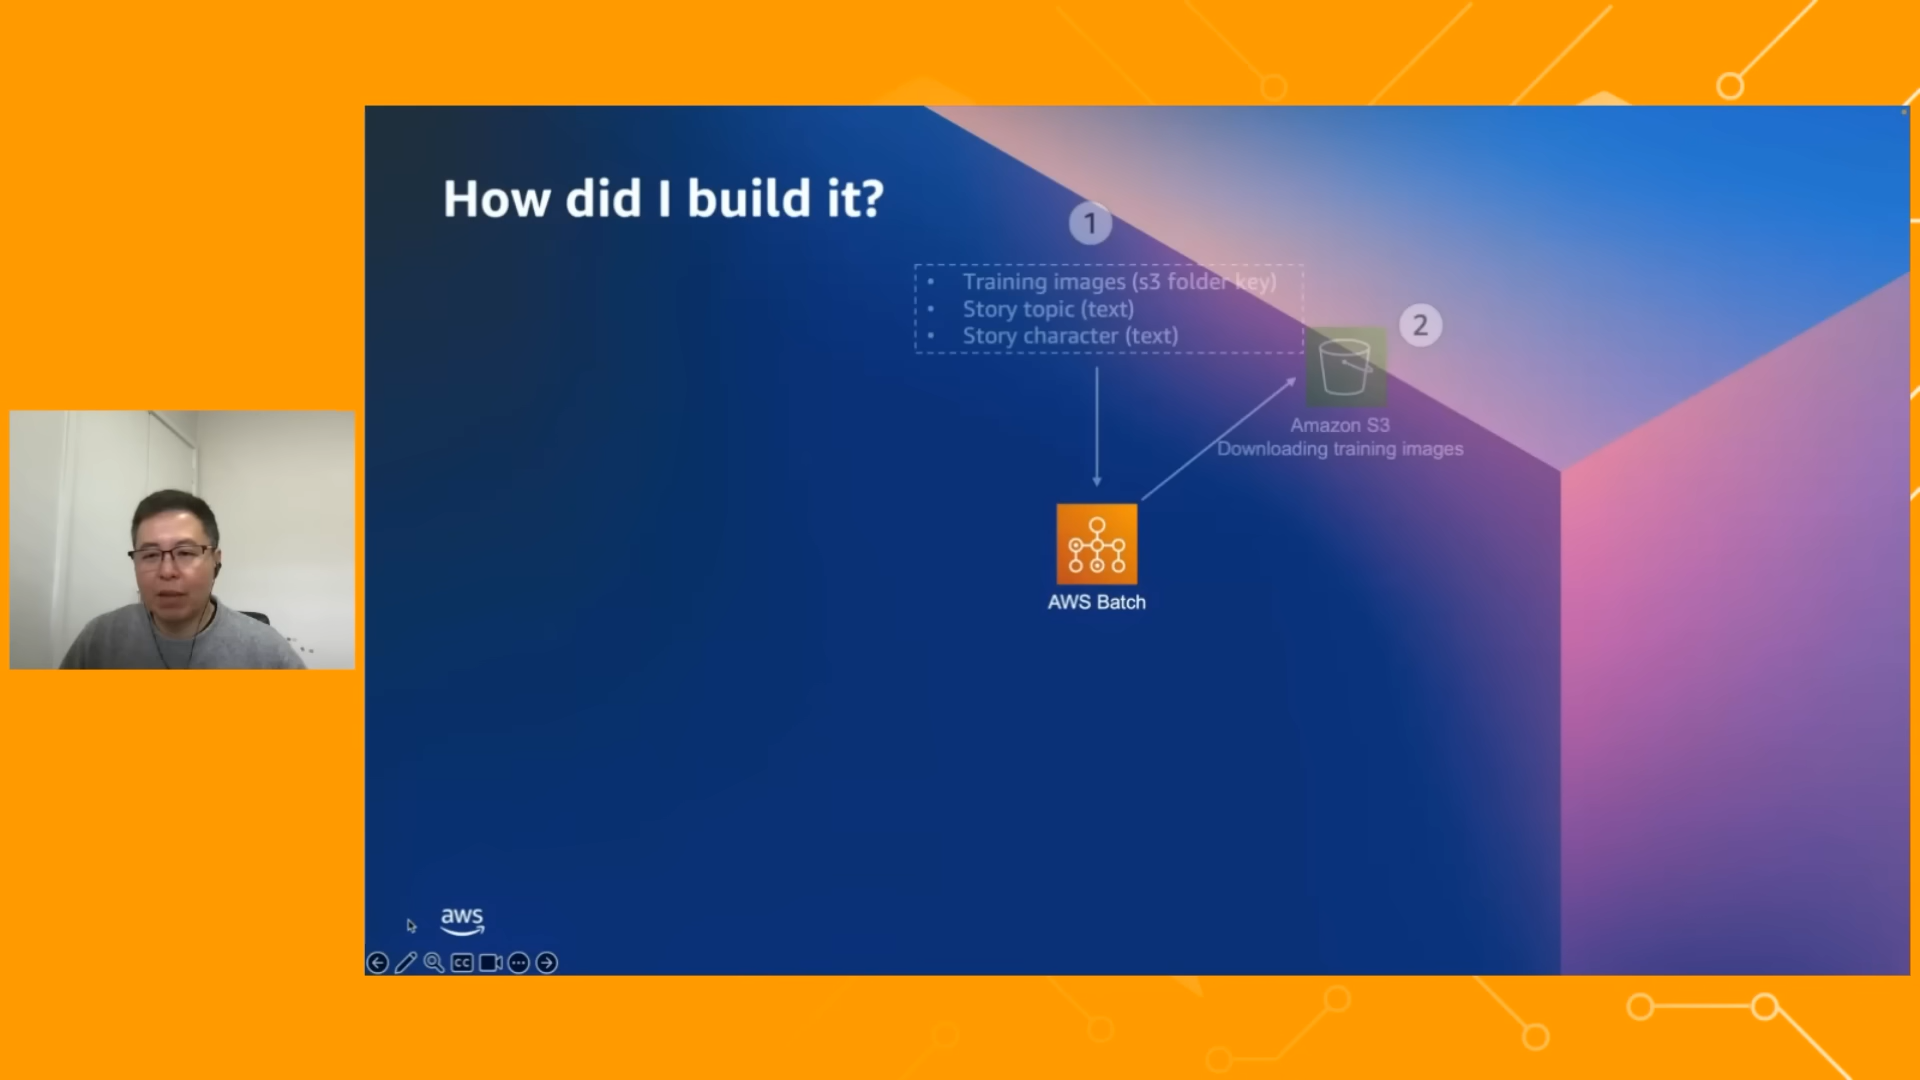 How did I build it?
1
• Training images (s3 folder key)
• Story topic (text)
• Story character (text)
2
Amazon S3
Downloading training images
AWS Batch
aws
CC